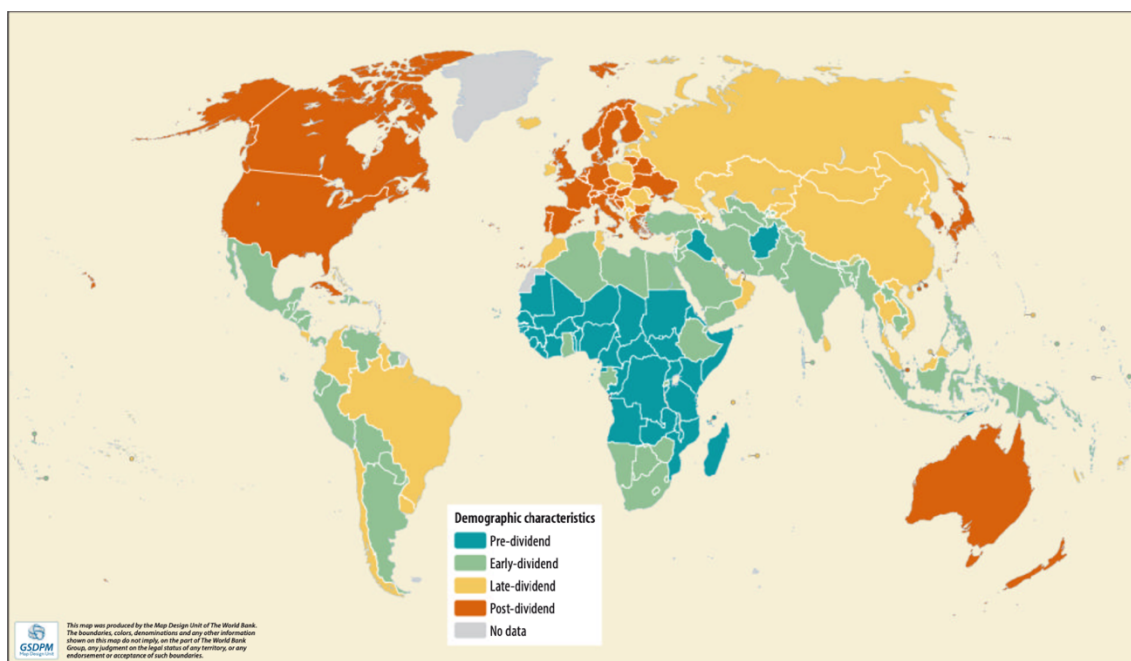 Demographic characteristics
Pre-dividend
Early-dividend
Late-dividend
Post-dividend
No data
GSDPM
Map Design Unit
This map was produced by the Map Design Unit of The World Bank.
The boundaries, colors, denominations and any other information
shown on this map do not imply, on the part of The World Bank
Group, any judgment on the legal status of any territory, or any
endorsement or acceptance of such boundaries.